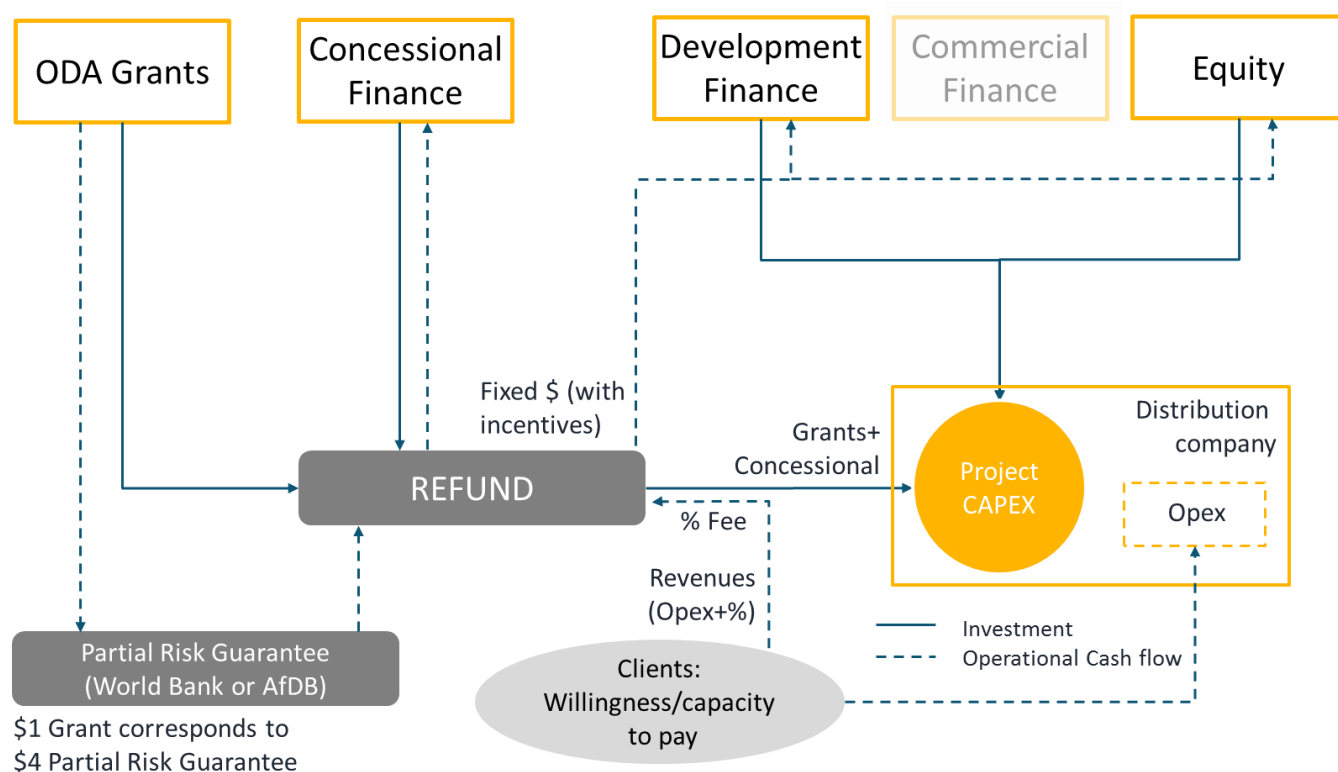 ODA Grants
Concessional
Finance
Development
Finance
Commercial
Finance
Equity
Fixed $ (with
incentives)
REFUND
Grants+
Concessional
Project
CAPEX
Distribution
company
Opex
% Fee
Revenues
(Opex+%)
Investment
Operational Cash flow
Partial Risk Guarantee
(World Bank or AfDB)
$1 Grant corresponds to
$4 Partial Risk Guarantee
Clients:
Willingness/capacity
to pay